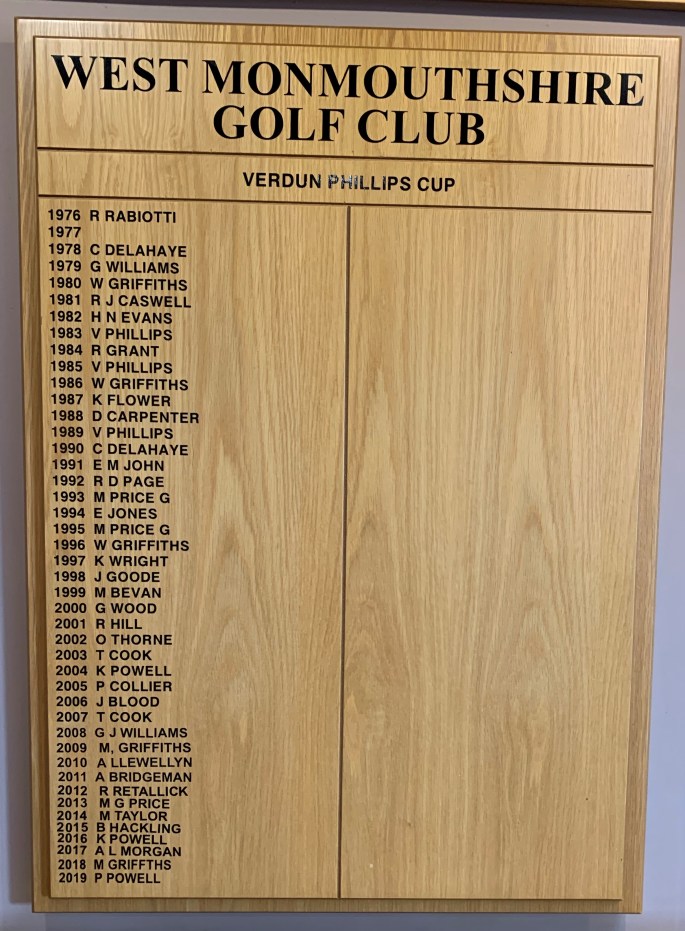 WEST MONMOUTHSHIRE
GOLF CLUB
VERDUN PHILLIPS CUP
1976 R RABIOTTI
1977
1978 C DELAHAYE
1979 G WILLIAMS
1980 W GRIFFITHS
1981 R J CASWELL
1982 H N EVANS
1983 V PHILLIPS
1984 R GRANT
1985 V PHILLIPS
1986 W GRIFFITHS
1987 K FLOWER
1988 D CARPENTER
1989 V PHILLIPS
1990 C DELAHAYE
1991 E M JOHN
1992 R D PAGE
1993 M PRICE G
1994 E JONES
1995 M PRICE G
1996 W GRIFFITHS
1997 K WRIGHT
1998 J GOODE
1999 M BEVAN
2000 G WOOD
2001 R HILL
2002 O THORNE
2003 T COOK
2004 K POWELL
2005 P COLLIER
2006 J BLOOD
2007 T COOK
2008 G J WILLIAMS
2009 M, GRIFFITHS
2010 A LLEWELLYN
2011 A BRIDGEMAN
2012 R RETALLICK
2013 M G PRICE
2014 M TAYLOR
2015 B HACKLING
2016 K POWELL
2017 A L MORGAN
2018 M GRIFFTHS
2019 P POWELL